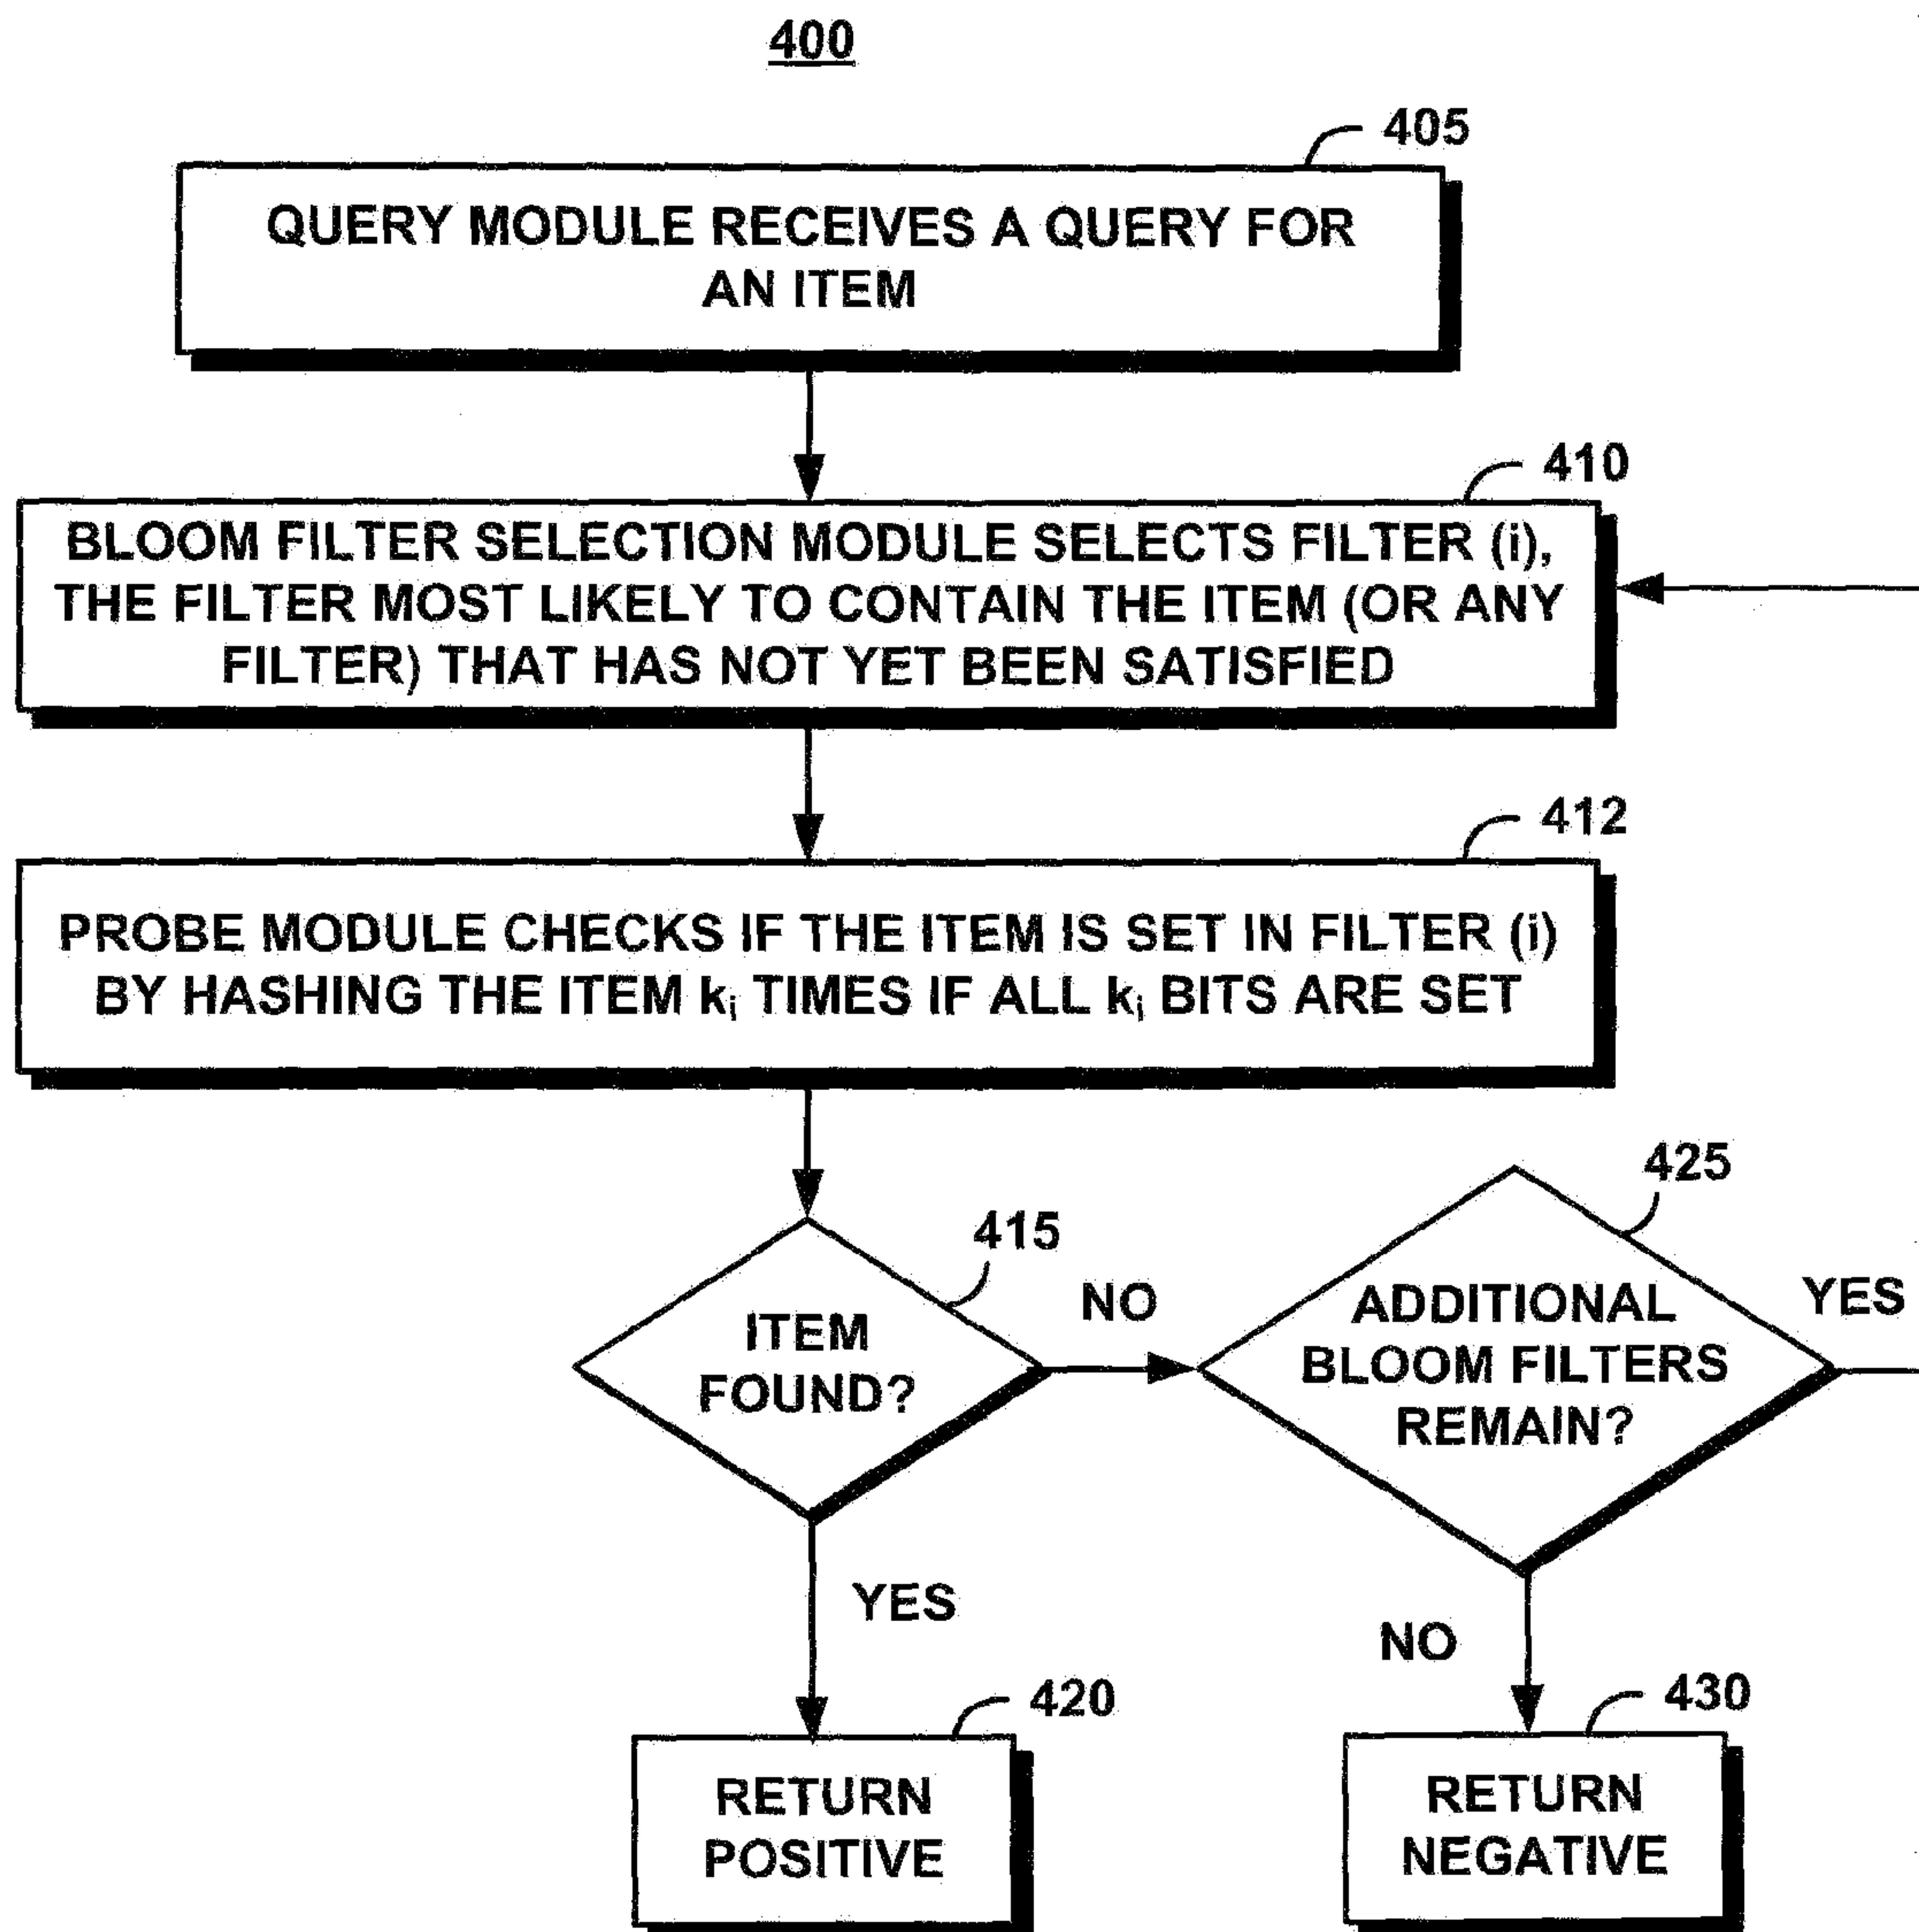 400
405
QUERY MODULE RECEIVES A QUERY FOR
AN ITEM
410
BLOOM FILTER SELECTION MODULE SELECTS FILTER (i),
THE FILTER MOST LIKELY TO CONTAIN THE ITEM (OR ANY
FILTER) THAT HAS NOT YET BEEN SATISFIED
412
PROBE MODULE CHECKS IF THE ITEM IS SET IN FILTER (i)
BY HASHING THE ITEM kᵢ TIMES IF ALL kᵢ BITS ARE SET
415
ITEM
FOUND?
NO
425
ADDITIONAL
BLOOM FILTERS
REMAIN?
YES
YES
NO
420
RETURN
POSITIVE
430
RETURN
NEGATIVE